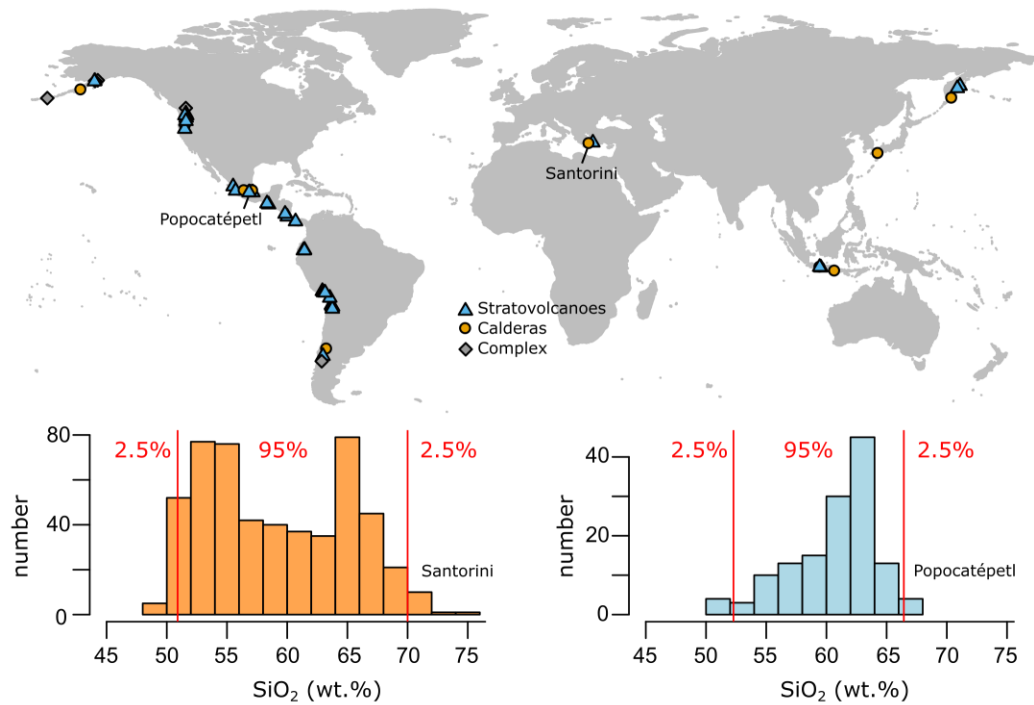 Santorini
Popocatépetl
Stratovolcanoes
Calderas
Complex
80
40
0
number
2.5%
95%
2.5%
Santorini
45 50 55 60 65 70 75
SiO₂ (wt.%)
40
20
0
number
2.5%
95%
2.5%
Popocatépetl
45 50 55 60 65 70 75
SiO₂ (wt.%)